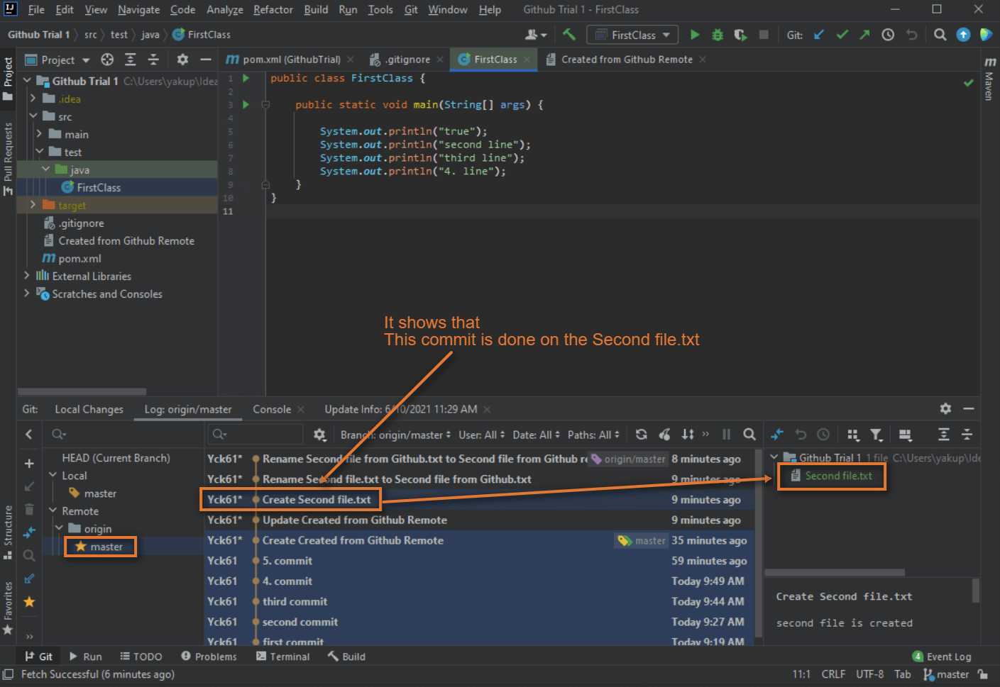 File Edit View Navigate Code Analyze Refactor Build Run Tools Git Window Help Github Trial 1 - FirstClass
Github Trial 1 src test java FirstClass
FirstClass Git:
Project
pom.xml (GithubTrial) .gitignore FirstClass Created from Github Remote
Project
Pull Requests
Structure
Favorites
Maven
Github Trial 1 C:\Users\yakup\Idea
.idea
src
main
test
java
FirstClass
target
.gitignore
Created from Github Remote
pom.xml
External Libraries
Scratches and Consoles
1 public class FirstClass {
2
3 public static void main(String[] args) {
4
5 System.out.println("true");
6 System.out.println("second line");
7 System.out.println("third line");
8 System.out.println("4. line");
9 }
10 }
11
It shows that
This commit is done on the Second file.txt
Git: Local Changes Log: origin/master Console Update Info: 6/10/2021 11:29 AM
Branch: origin/master User: All Date: All Paths: All
HEAD (Current Branch)
Local
master
Remote
origin
master
Yck61* Rename Second file from Github.txt to Second file from Github re origin/master 8 minutes ago
Yck61* Rename Second file.txt to Second file from Github.txt 9 minutes ago
Yck61* Create Second file.txt 9 minutes ago
Yck61* Update Created from Github Remote 9 minutes ago
Yck61* Create Created from Github Remote master 35 minutes ago
Yck61 5. commit 59 minutes ago
Yck61 4. commit Today 9:49 AM
Yck61 third commit Today 9:44 AM
Yck61 second commit Today 9:27 AM
Yck61 first commit Today 9:19 AM
Github Trial 1 1 file C:\Users\yakup\Ide
Second file.txt
Create Second file.txt
second file is created
Git Run TODO Problems Terminal Build 4 Event Log
Fetch Successful (6 minutes ago) 11:1 CRLF UTF-8 Tab master